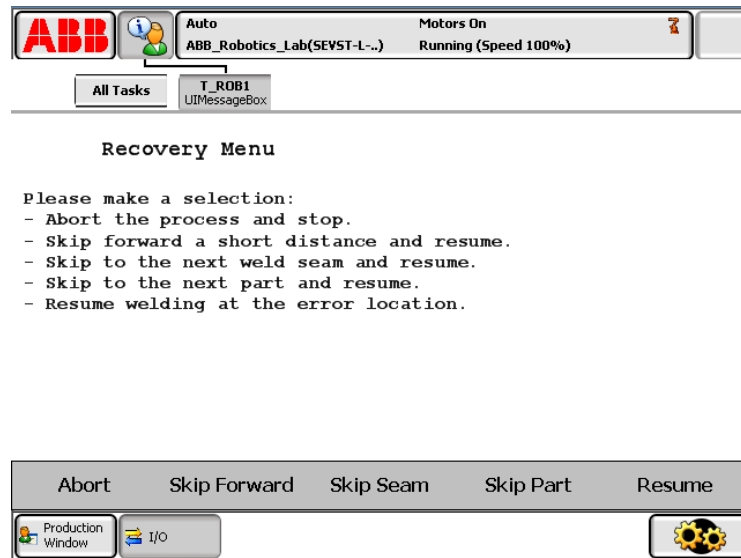 ABB
Auto
Motors On
ABB_Robotics_Lab(SEVST-L-..)
Running (Speed 100%)
All Tasks
T_ROB1
UIMessageBox
Recovery Menu
Please make a selection:
- Abort the process and stop.
- Skip forward a short distance and resume.
- Skip to the next weld seam and resume.
- Skip to the next part and resume.
- Resume welding at the error location.
Abort
Skip Forward
Skip Seam
Skip Part
Resume
Production
Window
I/O